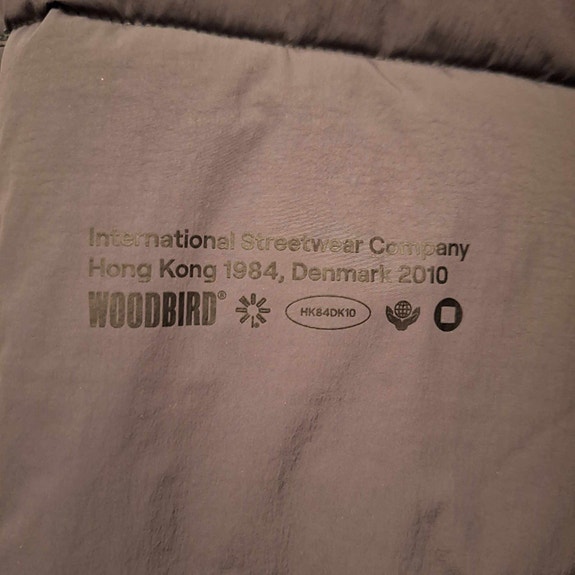 International Streetwear Company
Hong Kong 1984, Denmark 2010
WOODBIRD® HK84DK10